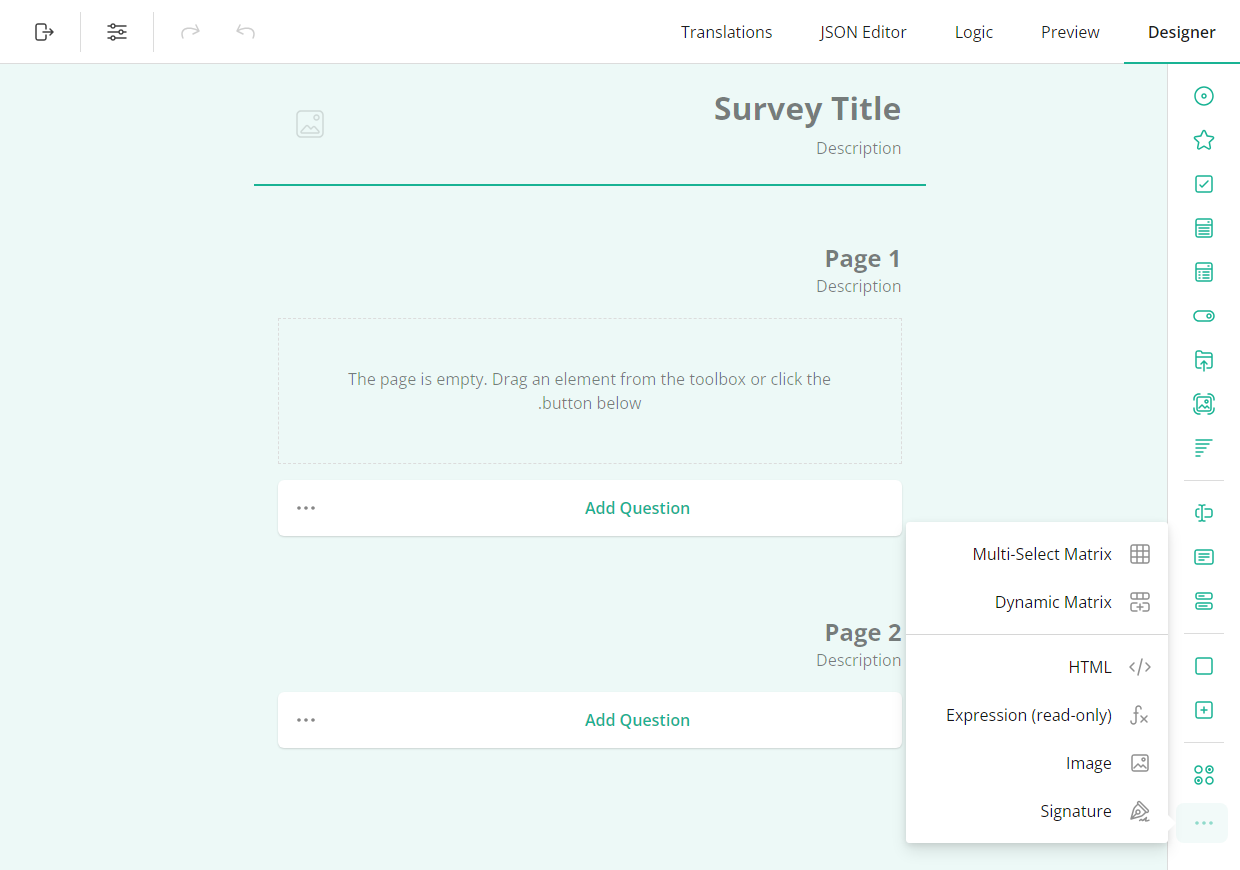 Translations
JSON Editor
Logic
Preview
Designer
Survey Title
Description
Page 1
Description
The page is empty. Drag an element from the toolbox or click the
.button below
Add Question
Page 2
Description
Add Question
Multi-Select Matrix
Dynamic Matrix
HTML
Expression (read-only)
Image
Signature